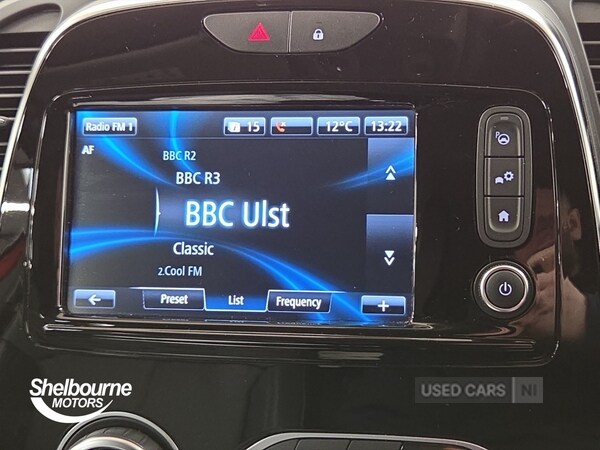 Radio FM 1
15
12°C
13:22
AF
BBC R2
BBC R3
BBC Ulst
Classic
2.Cool FM
Preset
List
Frequency
Shelbourne
MOTORS
USED CARS NI